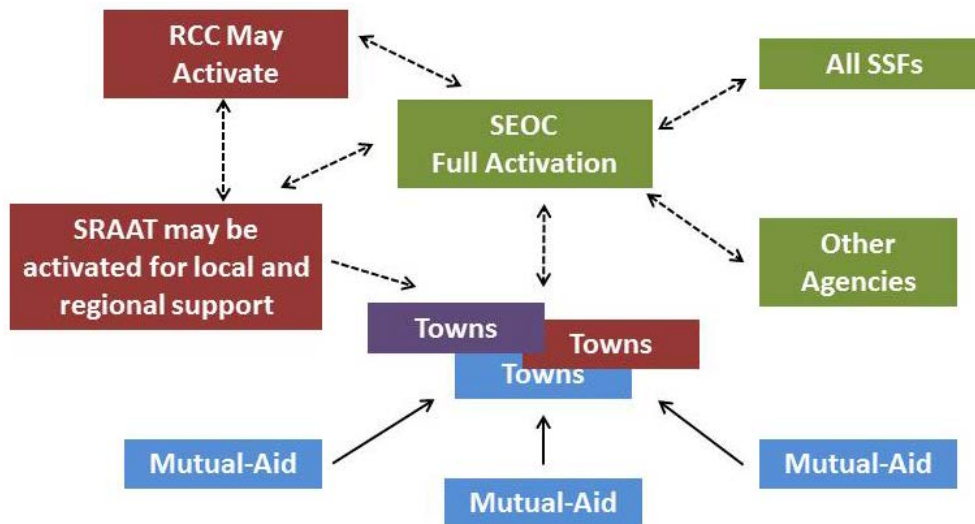 RCC May
Activate
All SSFs
SEOC
Full Activation
SRAAT may be
activated for local and
regional support
Other
Agencies
Towns
Towns
Towns
Mutual-Aid
Mutual-Aid
Mutual-Aid